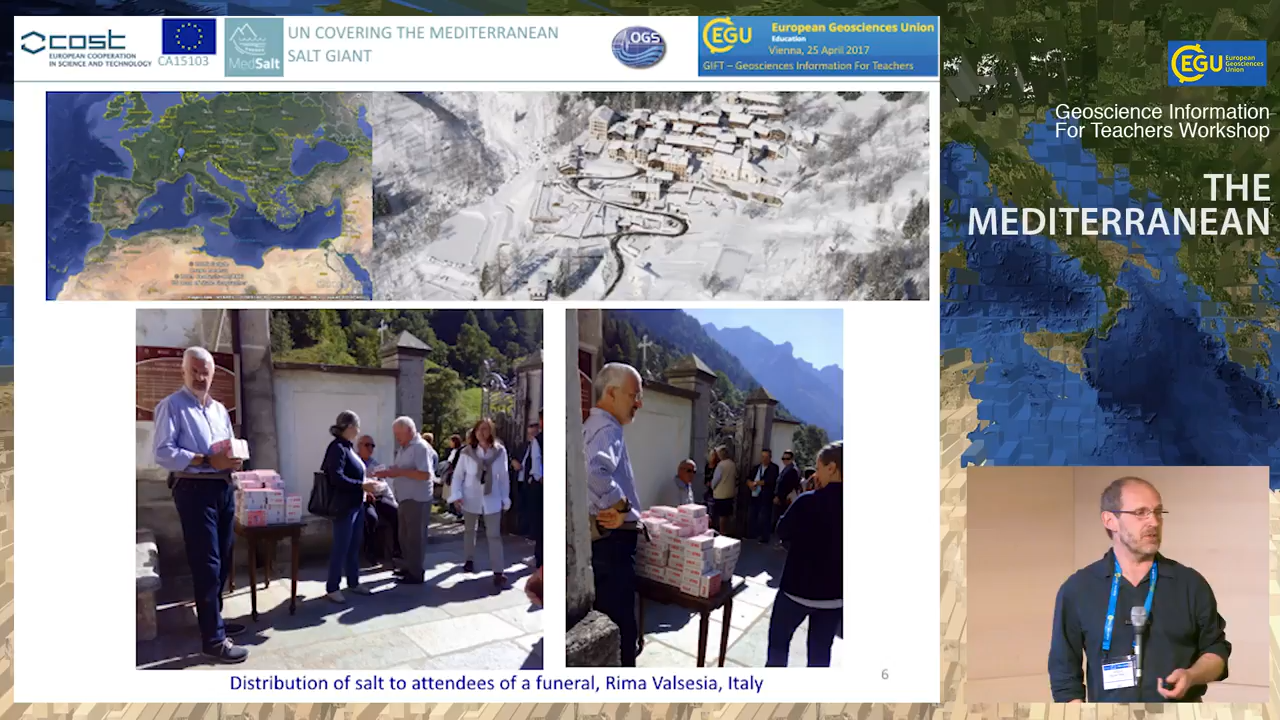 cost
EUROPEAN COOPERATION
IN SCIENCE AND TECHNOLOGY
CA15103
MedSalt
UN COVERING THE MEDITERRANEAN
SALT GIANT
OGS
EGU
European Geosciences Union
Education
Vienna, 25 April 2017
GIFT – Geosciences Information For Teachers
Distribution of salt to attendees of a funeral, Rima Valsesia, Italy
6
EGU European
Geosciences
Union
Geoscience Information
For Teachers Workshop
THE
MEDITERRANEAN